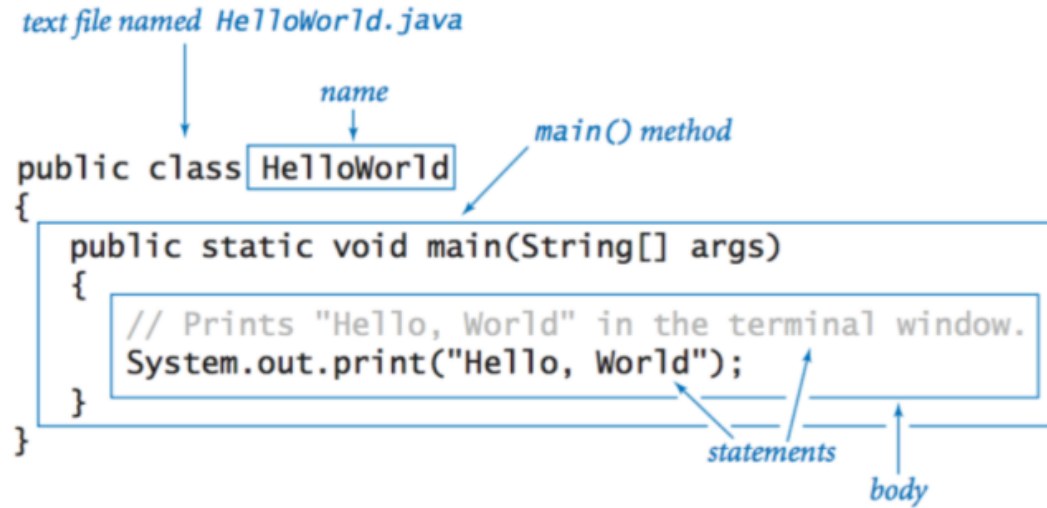 text file named HelloWorld.java
name
main() method
public class HelloWorld
{
public static void main(String[] args)
{
// Prints "Hello, World" in the terminal window.
System.out.print("Hello, World");
}
}
statements
body